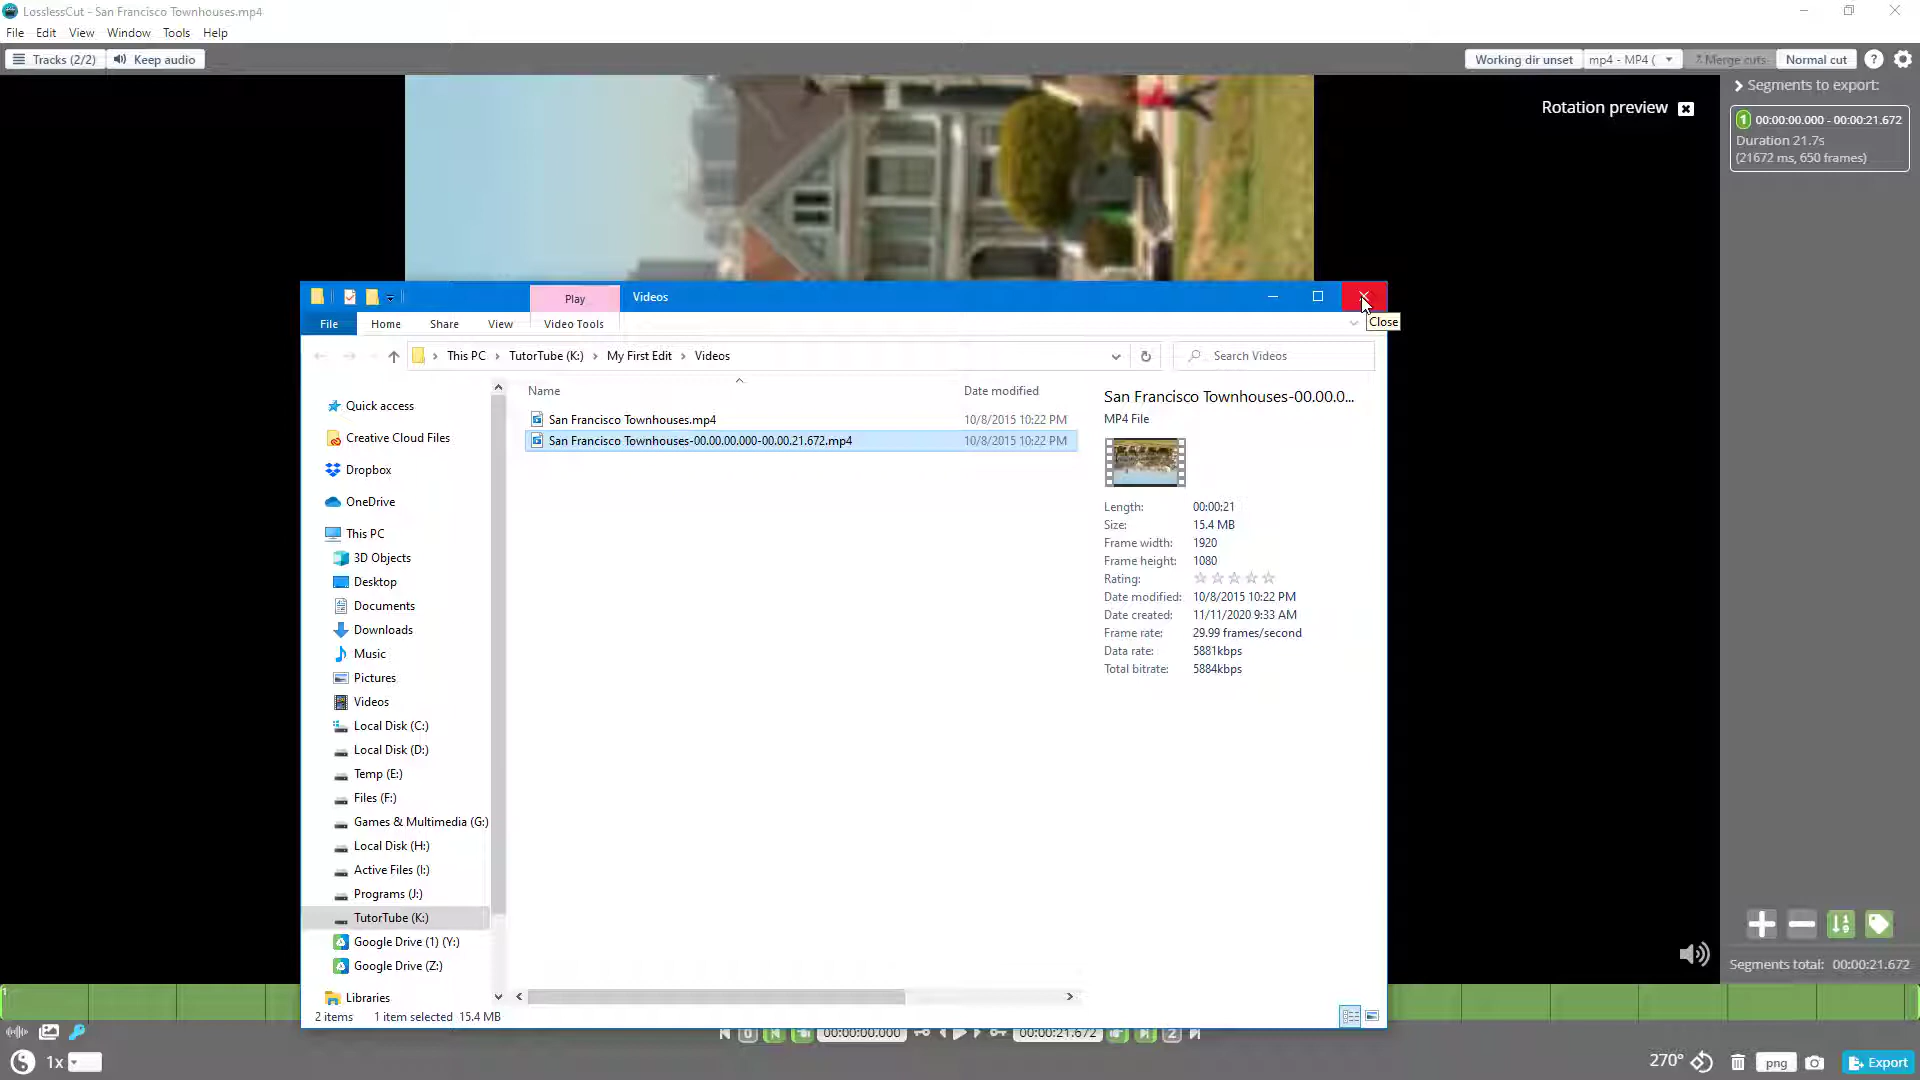 LosslessCut - San Francisco Townhouses.mp4
File Edit View Window Tools Help
Tracks (2/2) Keep audio Working dir unset mp4 - MP4 ( Merge cuts Normal cut ?
Segments to export:
Rotation preview
1 00:00:00.000 - 00:00:21.672
Duration 21.7s
(21672 ms, 650 frames)
Play Videos
Close
File Home Share View Video Tools
This PC TutorTube (K:) My First Edit Videos Search Videos
Name Date modified
San Francisco Townhouses.mp4 10/8/2015 10:22 PM
San Francisco Townhouses-00.00.00.000-00.00.21.672.mp4 10/8/2015 10:22 PM
San Francisco Townhouses-00.00.0...
MP4 File
Length: 00:00:21
Size: 15.4 MB
Frame width: 1920
Frame height: 1080
Rating:
Date modified: 10/8/2015 10:22 PM
Date created: 11/11/2020 9:33 AM
Frame rate: 29.99 frames/second
Data rate: 5881kbps
Total bitrate: 5884kbps
Quick access
Creative Cloud Files
Dropbox
OneDrive
This PC
3D Objects
Desktop
Documents
Downloads
Music
Pictures
Videos
Local Disk (C:)
Local Disk (D:)
Temp (E:)
Files (F:)
Games & Multimedia (G:)
Local Disk (H:)
Active Files (I:)
Programs (J:)
TutorTube (K:)
Google Drive (1) (Y:)
Google Drive (Z:)
Libraries
2 items 1 item selected 15.4 MB
Segments total: 00:00:21.672
1
0 00:00:00.000 00:00:21.672 2
1x 270° png Export